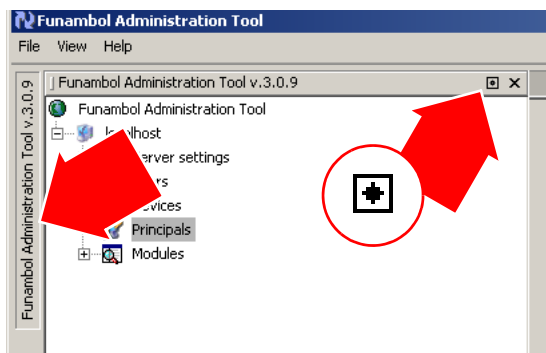 Funambol Administration Tool
File View Help
Funambol Administration Tool v.3.0.9
Funambol Administration Tool v.3.0.9
Funambol Administration Tool
settings
Principals
Modules